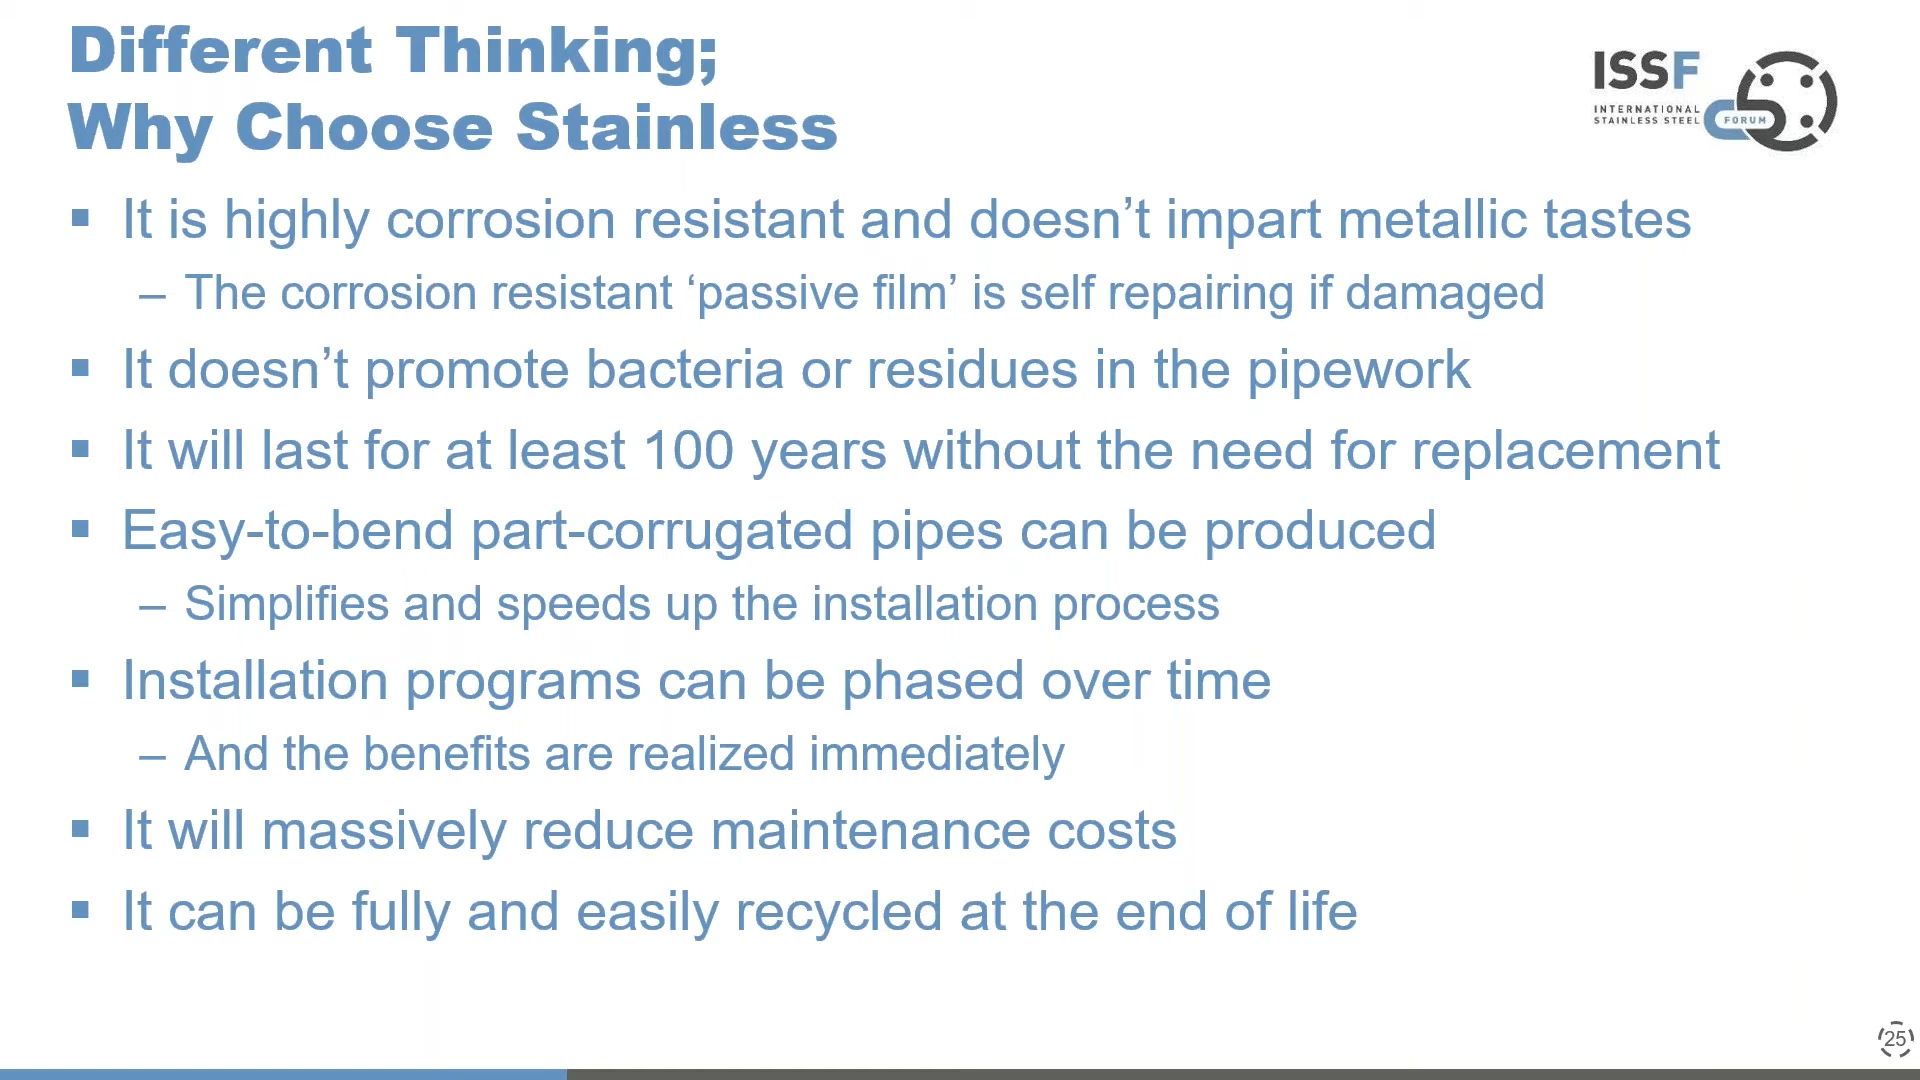 Different Thinking;
Why Choose Stainless
ISSF
INTERNATIONAL
STAINLESS STEEL FORUM
▪ It is highly corrosion resistant and doesn’t impart metallic tastes
– The corrosion resistant ‘passive film’ is self repairing if damaged
▪ It doesn’t promote bacteria or residues in the pipework
▪ It will last for at least 100 years without the need for replacement
▪ Easy-to-bend part-corrugated pipes can be produced
– Simplifies and speeds up the installation process
▪ Installation programs can be phased over time
– And the benefits are realized immediately
▪ It will massively reduce maintenance costs
▪ It can be fully and easily recycled at the end of life
25